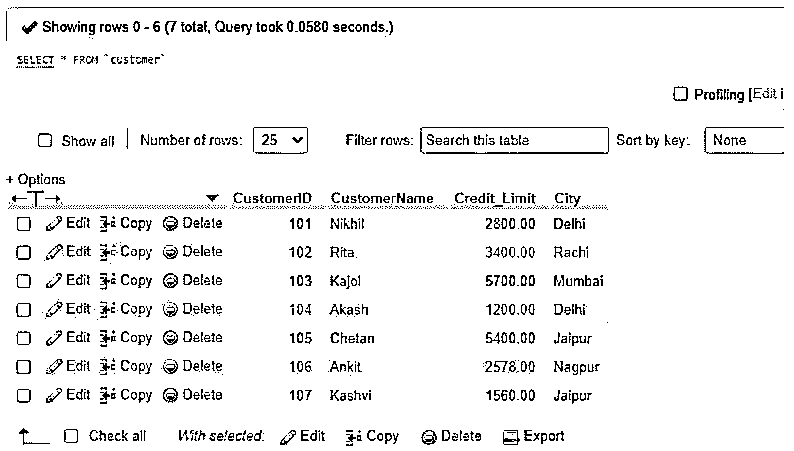 Showing rows 0 - 6 (7 total, Query took 0.0580 seconds.)
SELECT * FROM `customer`
Profiling [Edit i
Show all Number of rows: 25 Filter rows: Search this table Sort by key: None
+ Options
←T→ CustomerID CustomerName Credit_Limit City
Edit Copy Delete 101 Nikhil 2800.00 Delhi
Edit Copy Delete 102 Rita 3400.00 Rachi
Edit Copy Delete 103 Kajol 5700.00 Mumbai
Edit Copy Delete 104 Akash 1200.00 Delhi
Edit Copy Delete 105 Chetan 5400.00 Jaipur
Edit Copy Delete 106 Ankit 2578.00 Nagpur
Edit Copy Delete 107 Kashvi 1560.00 Jaipur
Check all With selected: Edit Copy Delete Export